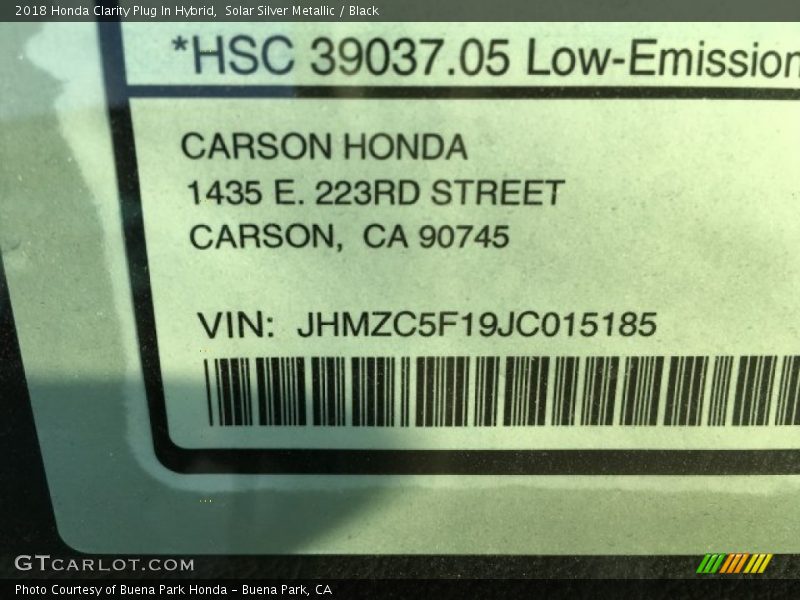 2018 Honda Clarity Plug In Hybrid,  Solar Silver Metallic / Black
*HSC 39037.05 Low-Emission
CARSON HONDA
1435 E. 223RD STREET
CARSON,  CA 90745
VIN:  JHMZC5F19JC015185
GTCARLOT.COM
Photo Courtesy of Buena Park Honda – Buena Park, CA